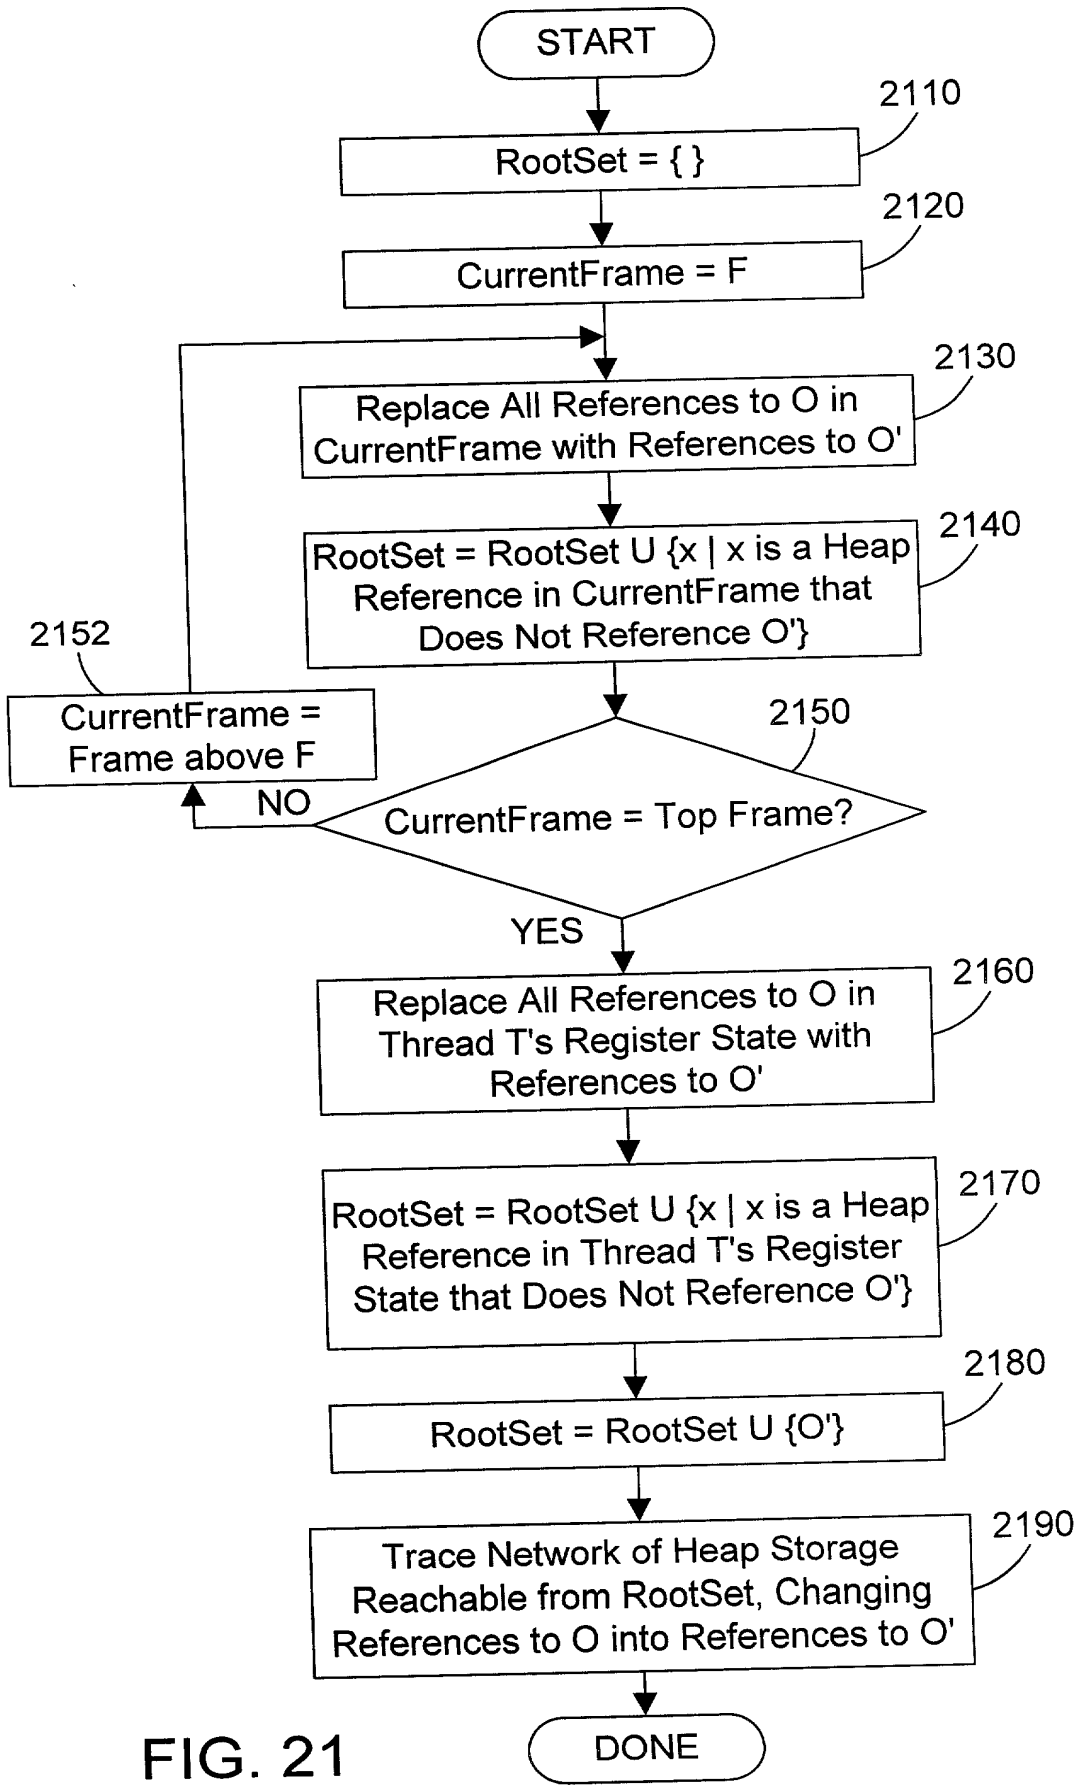 START
2110
RootSet = { }
2120
CurrentFrame = F
2130
Replace All References to O in
CurrentFrame with References to O'
2140
RootSet = RootSet U {x | x is a Heap
Reference in CurrentFrame that
Does Not Reference O'}
2152
CurrentFrame =
Frame above F
2150
NO
CurrentFrame = Top Frame?
YES
2160
Replace All References to O in
Thread T's Register State with
References to O'
2170
RootSet = RootSet U {x | x is a Heap
Reference in Thread T's Register
State that Does Not Reference O'}
2180
RootSet = RootSet U {O'}
2190
Trace Network of Heap Storage
Reachable from RootSet, Changing
References to O into References to O'
DONE
FIG. 21